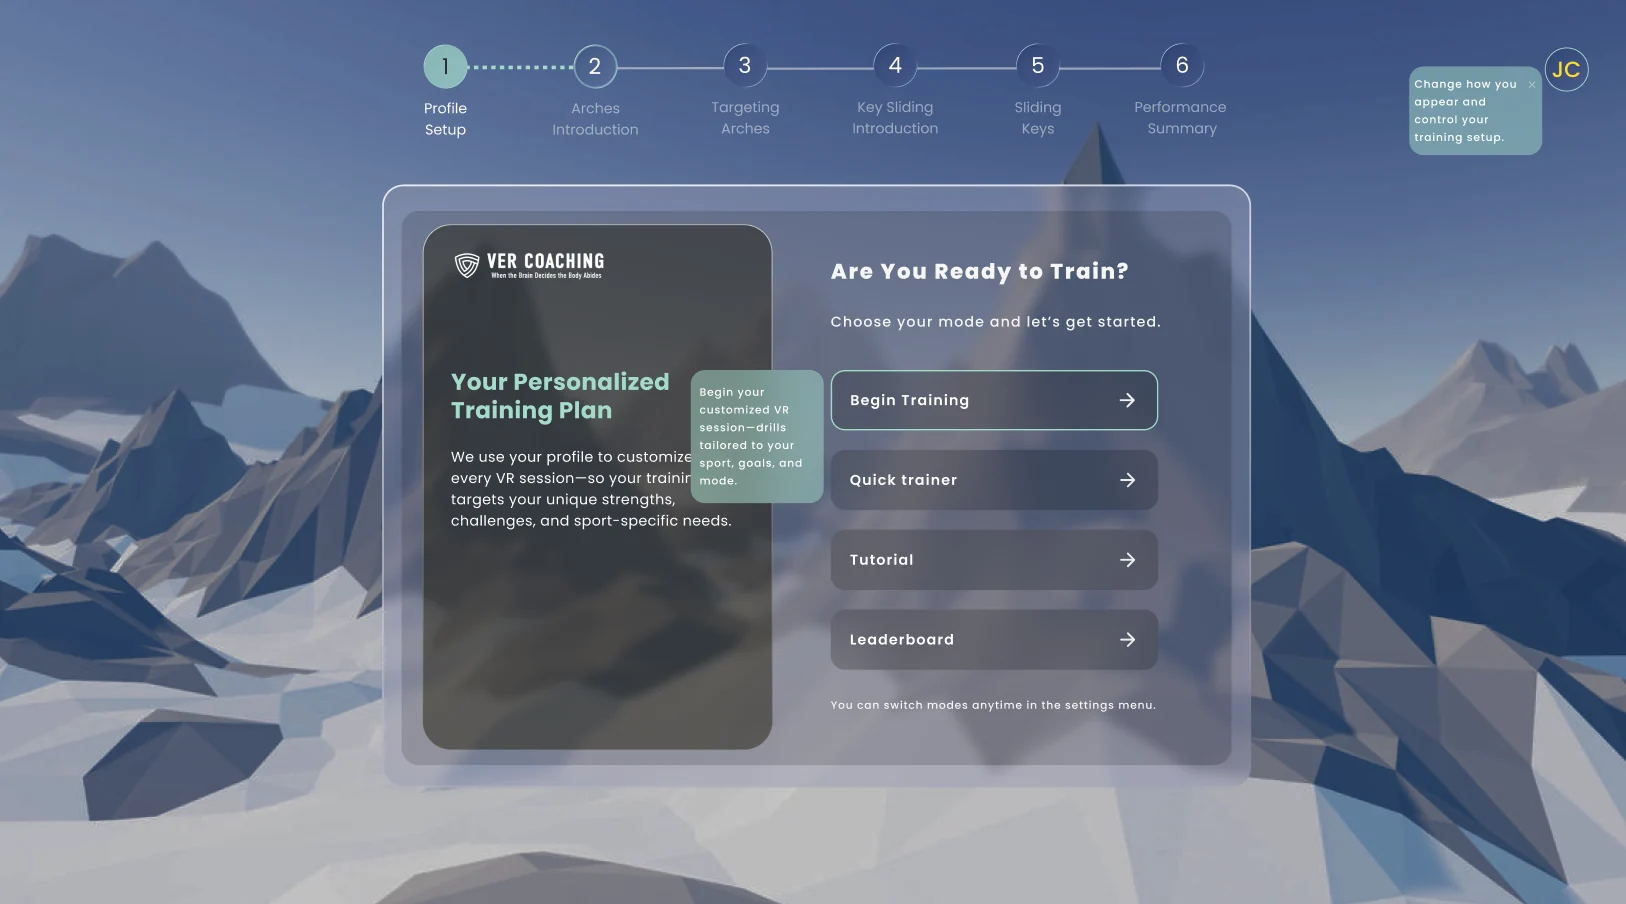 1
2
3
4
5
6
Profile
Setup
Arches
Introduction
Targeting
Arches
Key Sliding
Introduction
Sliding
Keys
Performance
Summary
JC
Change how you
appear and
control your
training setup.
VER COACHING
When the Brain Decides the Body Abides
Your Personalized
Training Plan
We use your profile to customize
every VR session—so your trainin
targets your unique strengths,
challenges, and sport-specific needs.
Begin your
customized VR
session—drills
tailored to your
sport, goals, and
mode.
Are You Ready to Train?
Choose your mode and let’s get started.
Begin Training
Quick trainer
Tutorial
Leaderboard
You can switch modes anytime in the settings menu.